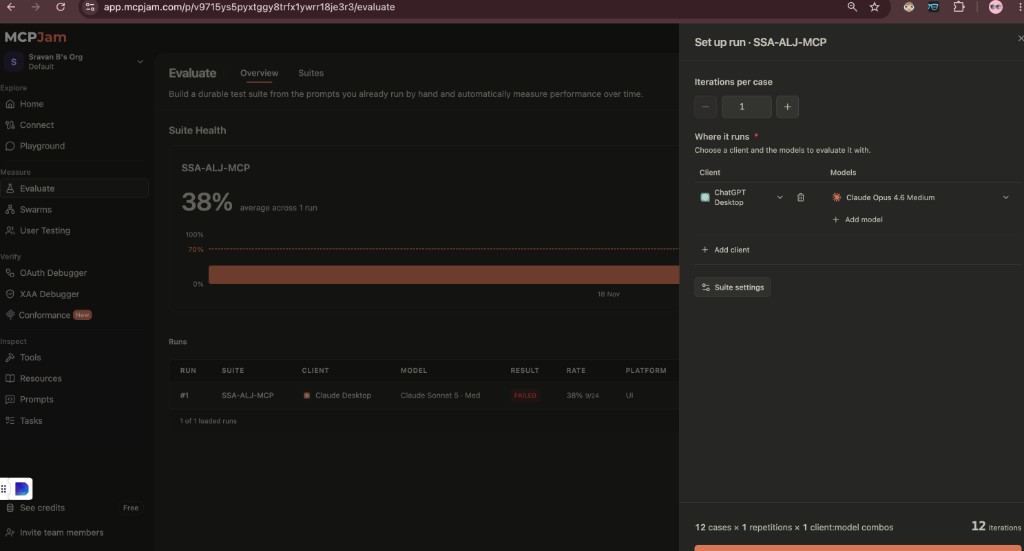 app.mcpjam.com/p/v9715ys5pyxtggy8trfx1ywrr18je3r3/evaluate
MCPJam
S
Sravan B's Org
Default
Explore
Home
Connect
Playground
Measure
Evaluate
Swarms
User Testing
Verify
OAuth Debugger
XAA Debugger
Conformance New
Inspect
Tools
Resources
Prompts
Tasks
See credits Free
Invite team members
Evaluate Overview Suites
Build a durable test suite from the prompts you already run by hand and automatically measure performance over time.
Suite Health
SSA-ALJ-MCP
38% average across 1 run
100%
70%
0%
18 Nov
Runs
RUN SUITE CLIENT MODEL RESULT RATE PLATFORM
#1 SSA-ALJ-MCP Claude Desktop Claude Sonnet 5 · Med FAILED 38% 9/24 UI
1 of 1 loaded runs
Set up run · SSA-ALJ-MCP
Iterations per case
− 1 +
Where it runs *
Choose a client and the models to evaluate it with.
Client Models
ChatGPT Desktop
Claude Opus 4.6 Medium
+ Add model
+ Add client
Suite settings
12 cases × 1 repetitions × 1 client:model combos
12 iterations